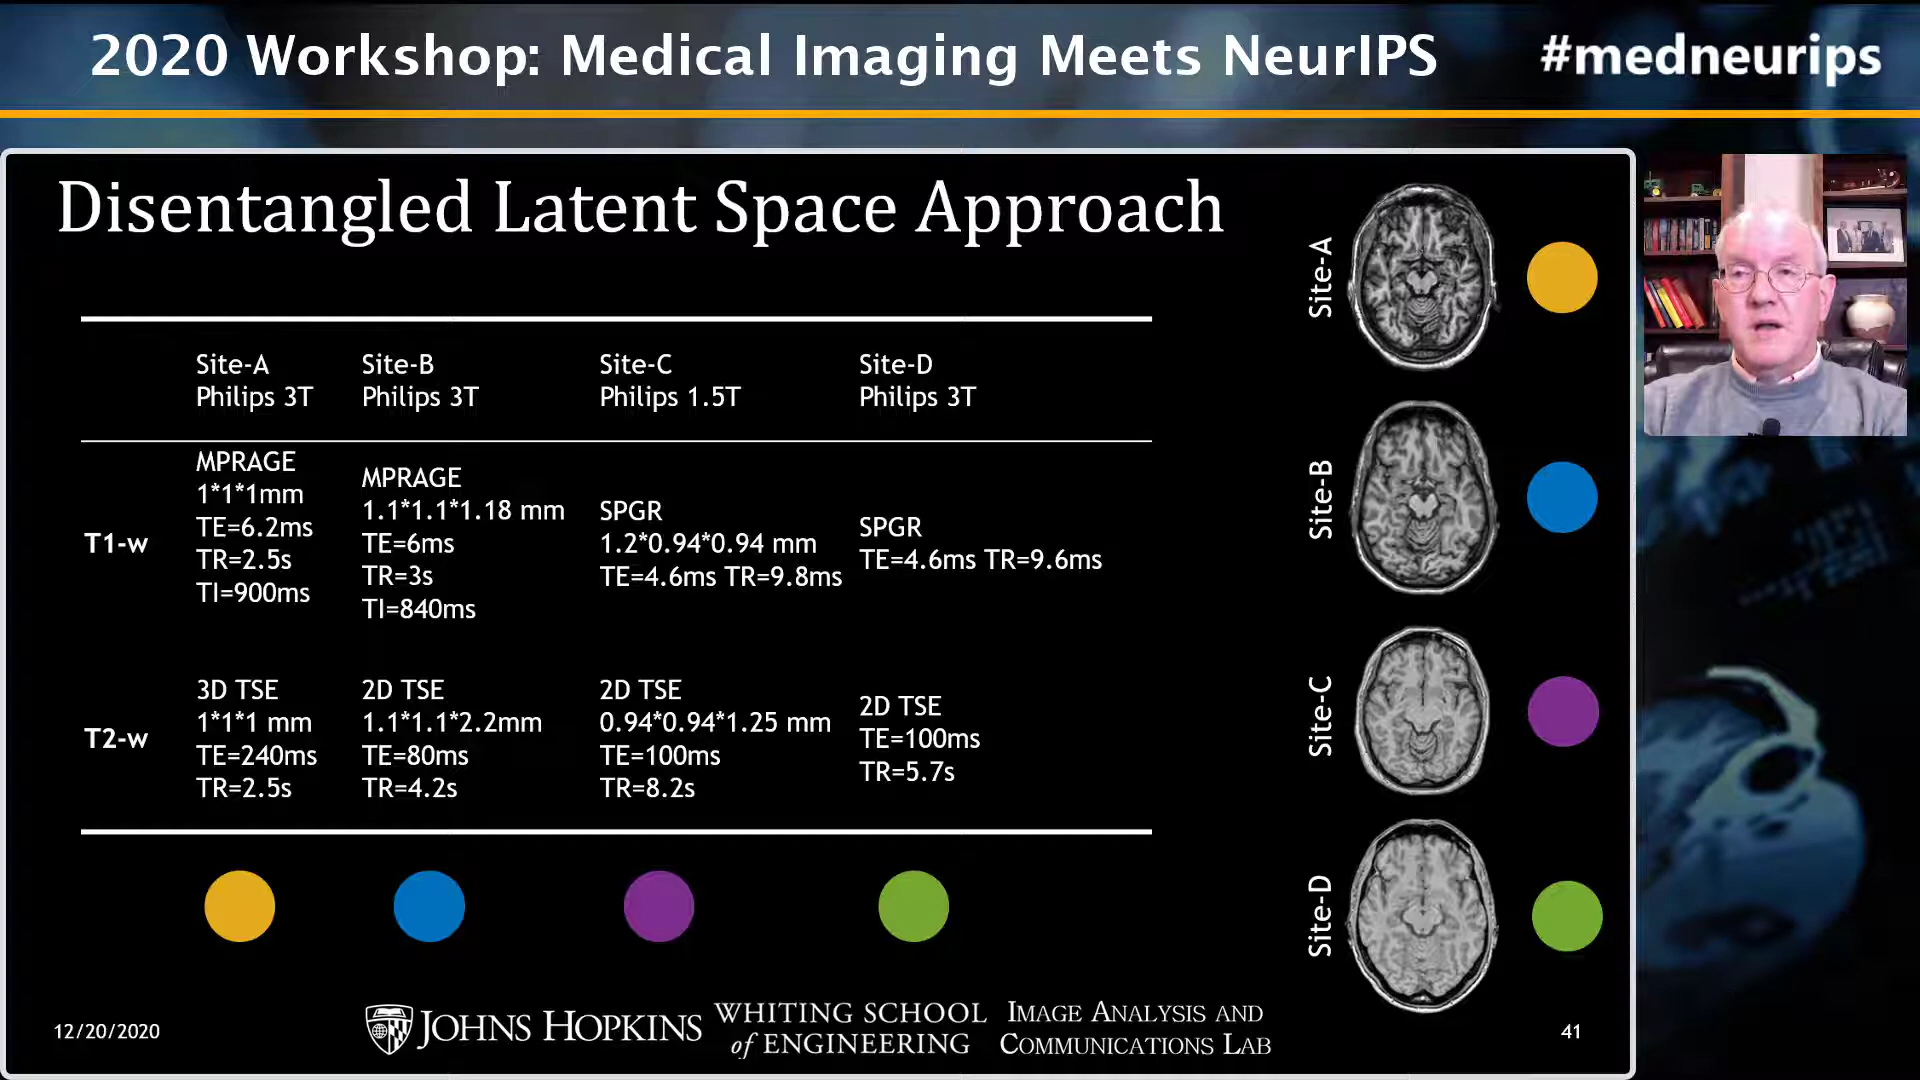 2020 Workshop: Medical Imaging Meets NeurIPS
#medneurips
Disentangled Latent Space Approach
Site-A
Philips 3T
Site-B
Philips 3T
Site-C
Philips 1.5T
Site-D
Philips 3T
T1-w
MPRAGE
1*1*1mm
TE=6.2ms
TR=2.5s
TI=900ms
MPRAGE
1.1*1.1*1.18 mm
TE=6ms
TR=3s
TI=840ms
SPGR
1.2*0.94*0.94 mm
TE=4.6ms TR=9.8ms
SPGR
TE=4.6ms TR=9.6ms
T2-w
3D TSE
1*1*1 mm
TE=240ms
TR=2.5s
2D TSE
1.1*1.1*2.2mm
TE=80ms
TR=4.2s
2D TSE
0.94*0.94*1.25 mm
TE=100ms
TR=8.2s
2D TSE
TE=100ms
TR=5.7s
Site-A
Site-B
Site-C
Site-D
12/20/2020
JOHNS HOPKINS
WHITING SCHOOL
of ENGINEERING
IMAGE ANALYSIS AND
COMMUNICATIONS LAB
41